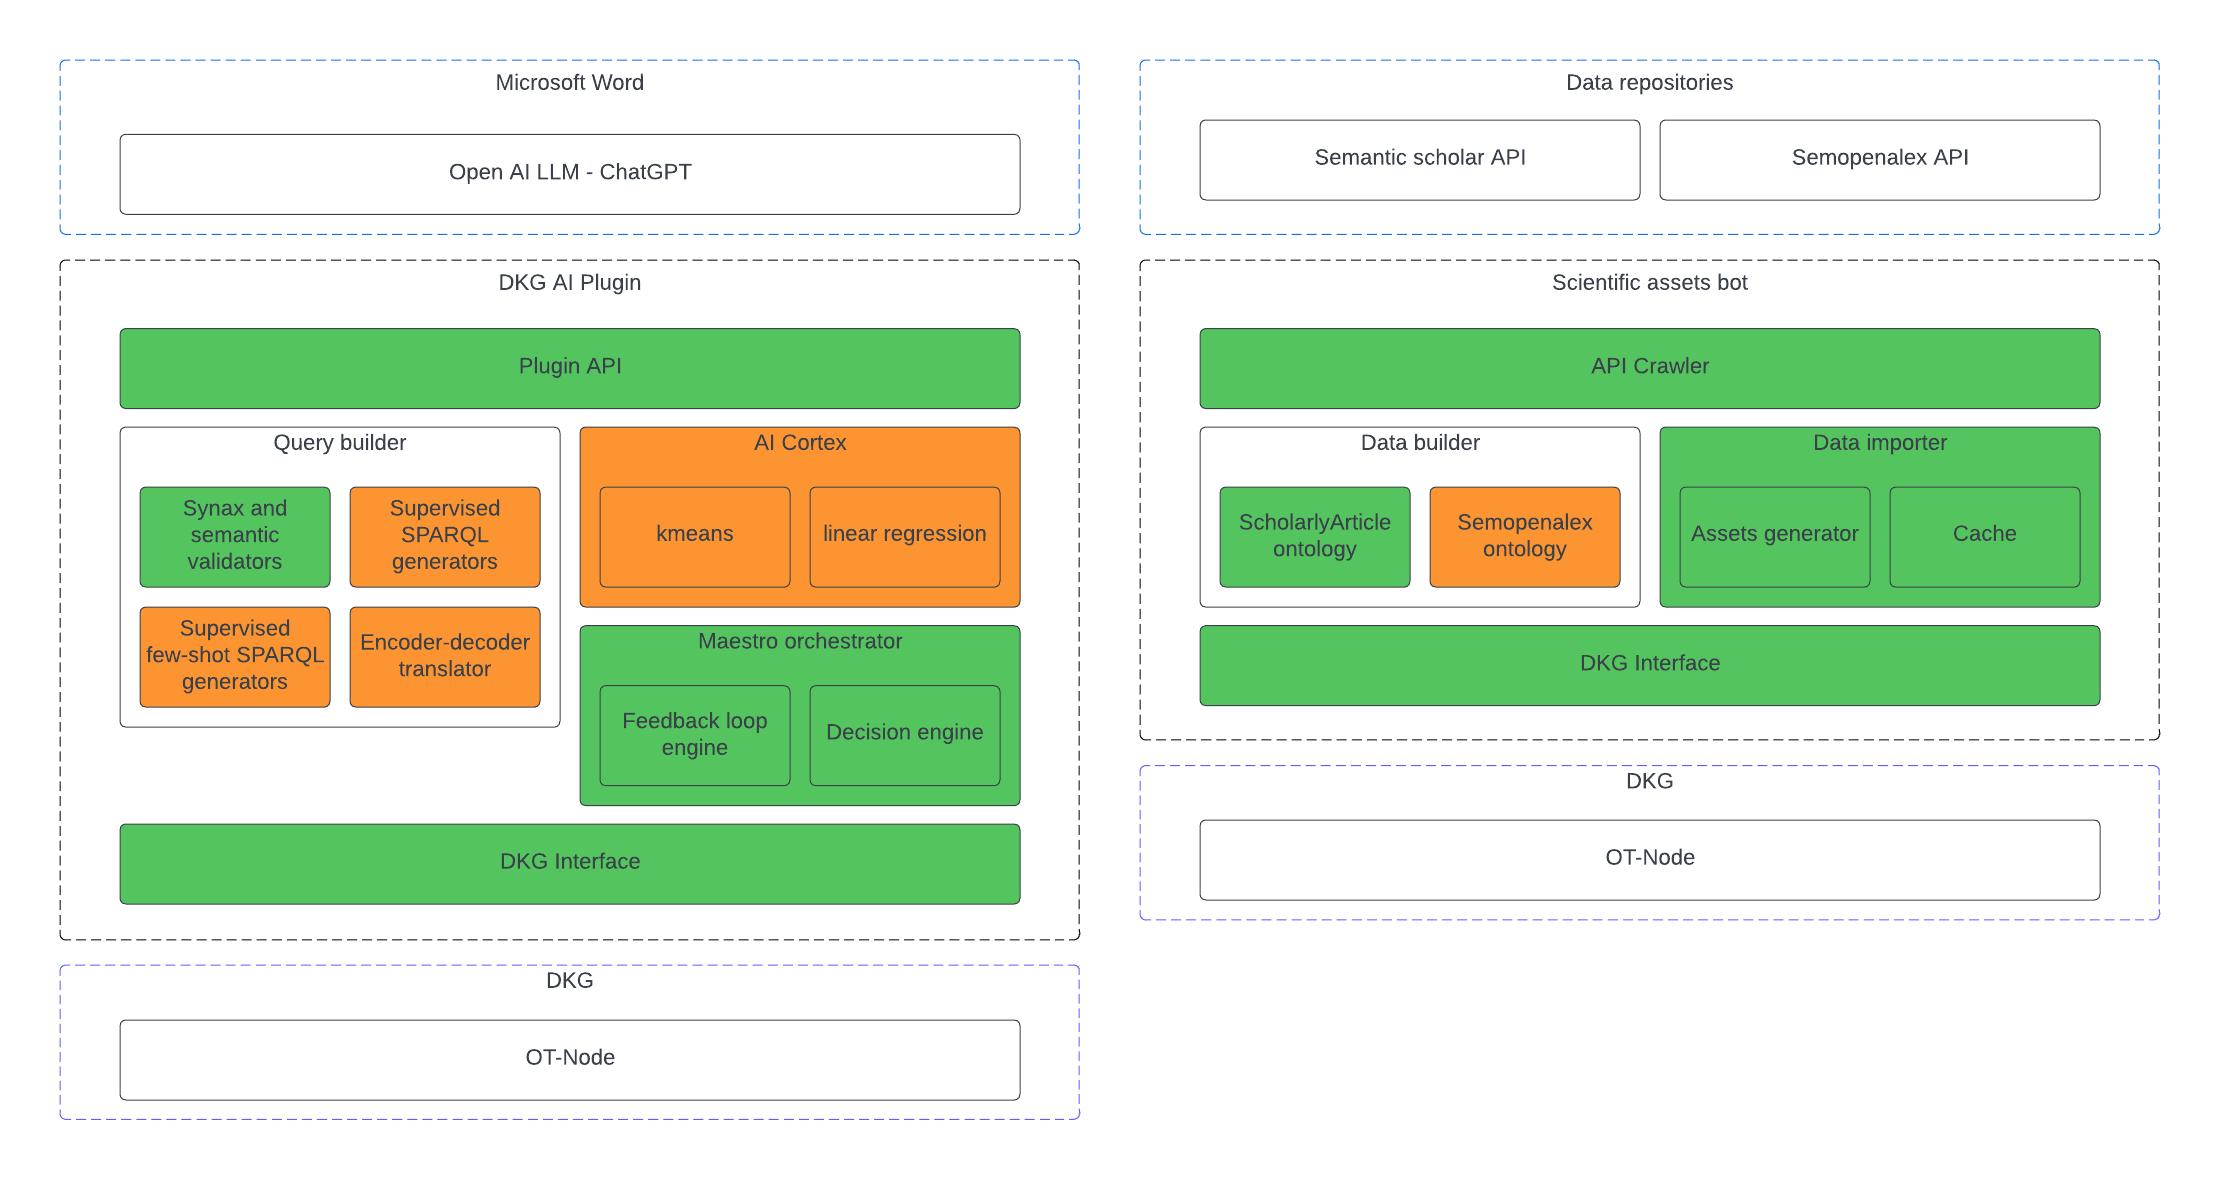 Microsoft Word
Open AI LLM - ChatGPT
DKG AI Plugin
Plugin API
Query builder
Synax and
semantic
validators
Supervised
SPARQL
generators
Supervised
few-shot SPARQL
generators
Encoder-decoder
translator
AI Cortex
kmeans
linear regression
Maestro orchestrator
Feedback loop
engine
Decision engine
DKG Interface
DKG
OT-Node
Data repositories
Semantic scholar API
Semopenalex API
Scientific assets bot
API Crawler
Data builder
ScholarlyArticle
ontology
Semopenalex
ontology
Data importer
Assets generator
Cache
DKG Interface
DKG
OT-Node